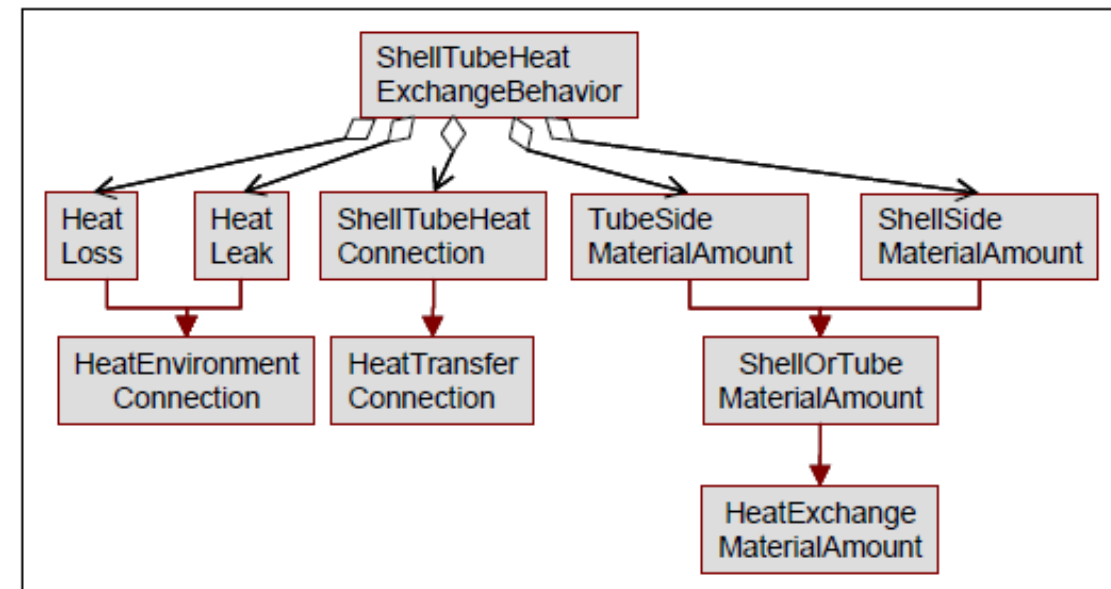 ShellTubeHeat
ExchangeBehavior
Heat
Loss
Heat
Leak
ShellTubeHeat
Connection
TubeSide
MaterialAmount
ShellSide
MaterialAmount
HeatEnvironment
Connection
HeatTransfer
Connection
ShellOrTube
MaterialAmount
HeatExchange
MaterialAmount